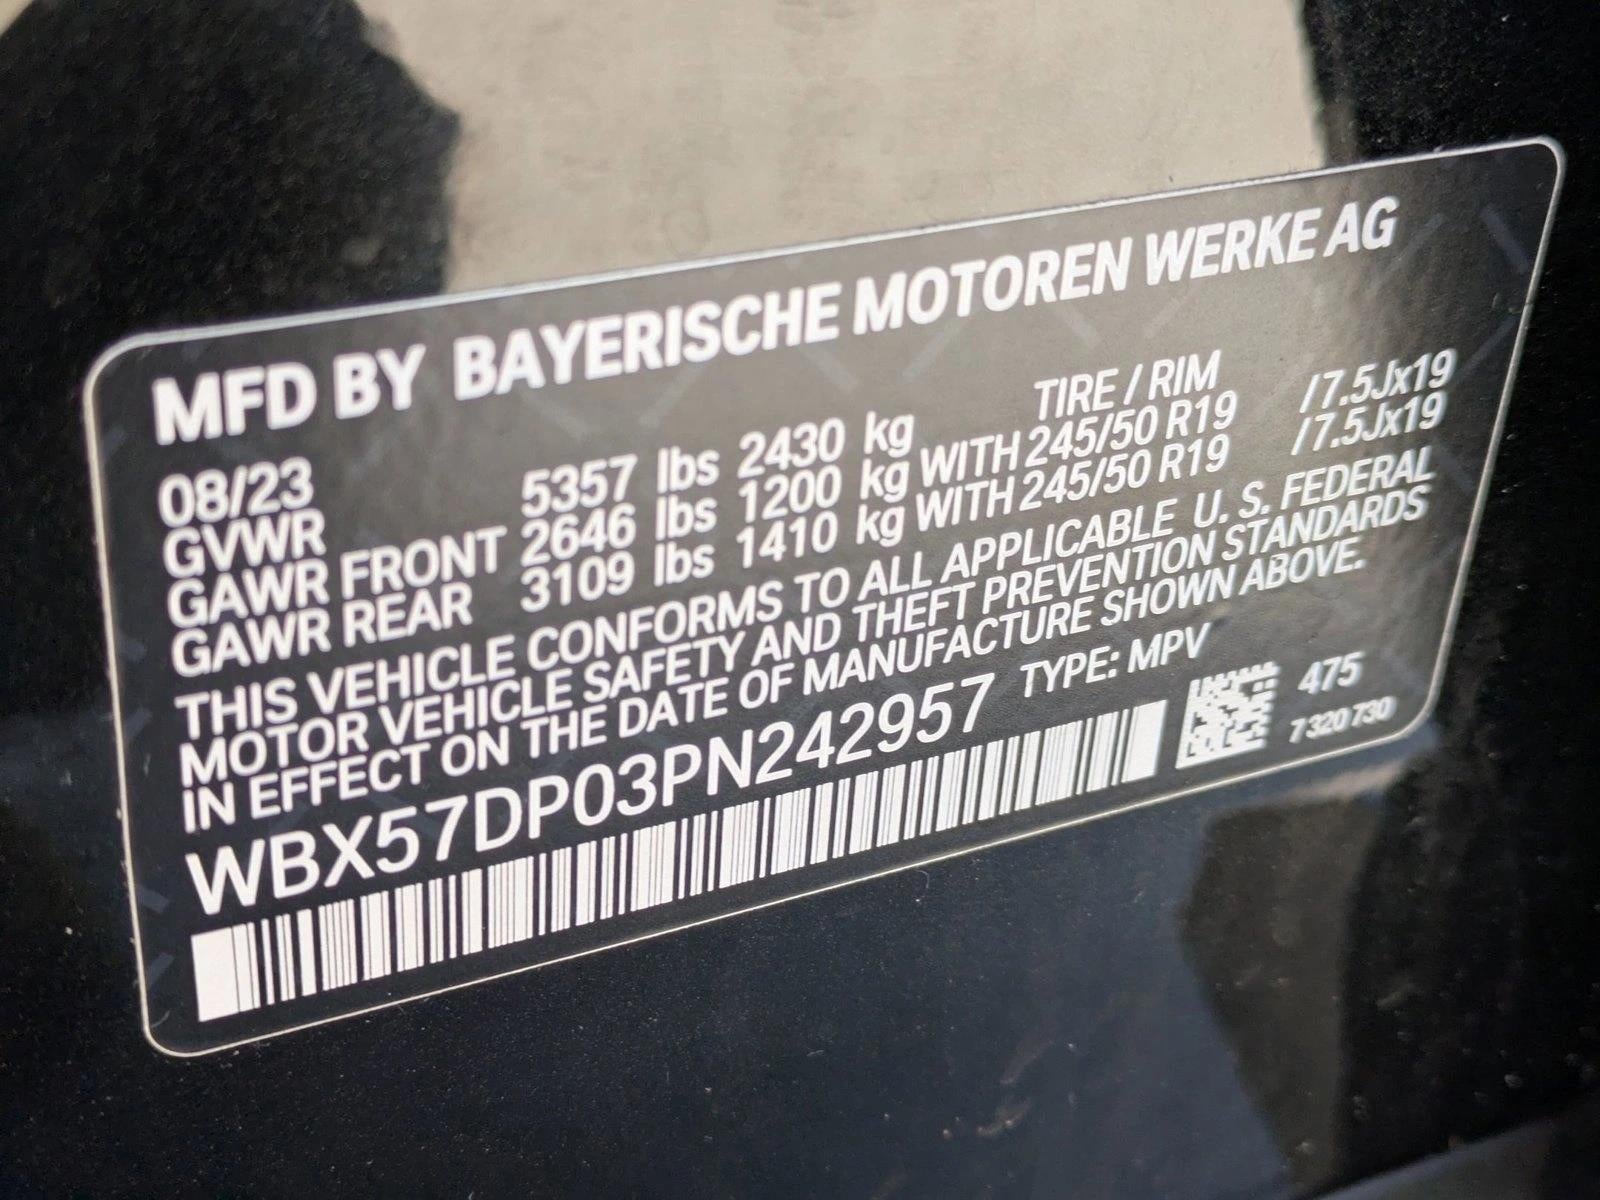 MFD BY BAYERISCHE MOTOREN WERKE AG
08/23 TIRE / RIM
GVWR 5357 lbs 2430 kg
GAWR FRONT 2646 lbs 1200 kg WITH 245/50 R19 /7.5Jx19
GAWR REAR 3109 lbs 1410 kg WITH 245/50 R19 /7.5Jx19
THIS VEHICLE CONFORMS TO ALL APPLICABLE U. S. FEDERAL
MOTOR VEHICLE SAFETY AND THEFT PREVENTION STANDARDS
IN EFFECT ON THE DATE OF MANUFACTURE SHOWN ABOVE.
WBX57DP03PN242957 TYPE: MPV
475
7 320 730